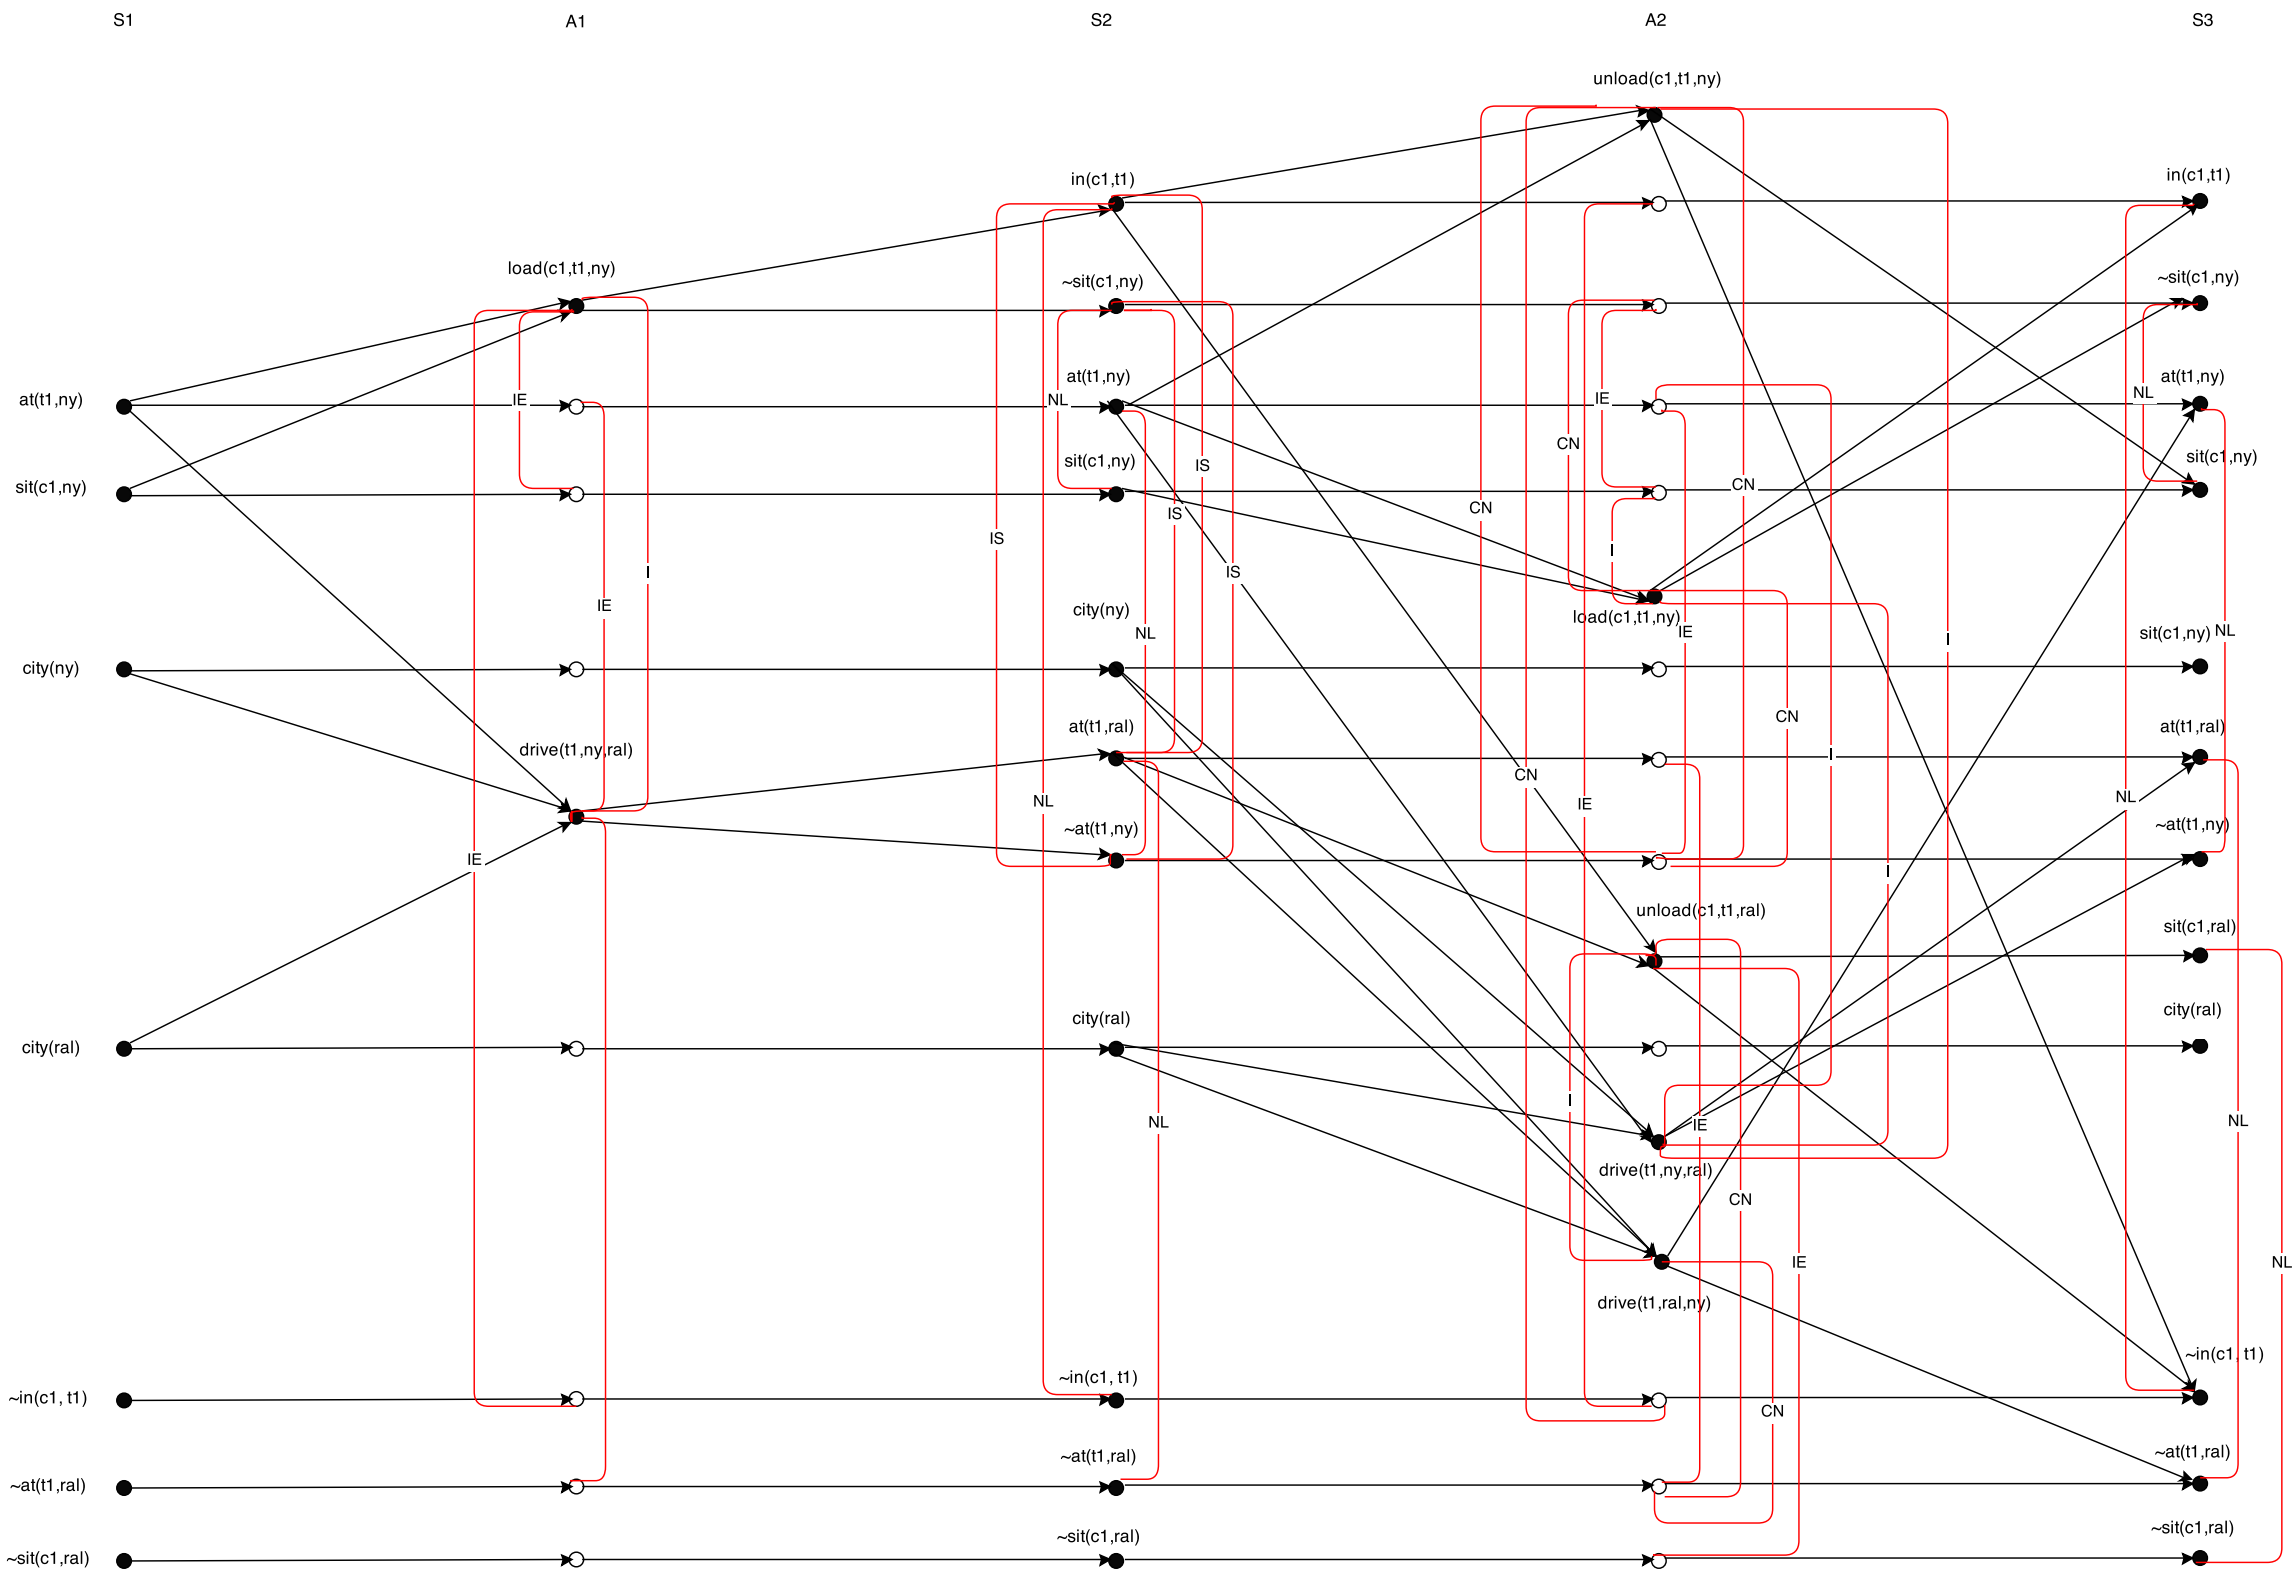 S1
A1
S2
A2
S3
unload(c1,t1,ny)
in(c1,t1)
in(c1,t1)
load(c1,t1,ny)
~sit(c1,ny)
~sit(c1,ny)
at(t1,ny)
at(t1,ny)
at(t1,ny)
IE
NL
IE
NL
CN
sit(c1,ny)
sit(c1,ny)
sit(c1,ny)
IS
CN
CN
IS
IS
I
I
IS
IE
city(ny)
load(c1,t1,ny)
IE
NL
I
sit(c1,ny)
NL
city(ny)
CN
at(t1,ral)
at(t1,ral)
drive(t1,ny,ral)
I
CN
NL
IE
NL
~at(t1,ny)
~at(t1,ny)
IE
I
unload(c1,t1,ral)
sit(c1,ral)
city(ral)
city(ral)
city(ral)
I
NL
IE
NL
drive(t1,ny,ral)
CN
IE
NL
drive(t1,ral,ny)
~in(c1, t1)
~in(c1, t1)
~in(c1, t1)
CN
~at(t1,ral)
~at(t1,ral)
~at(t1,ral)
~sit(c1,ral)
~sit(c1,ral)
~sit(c1,ral)